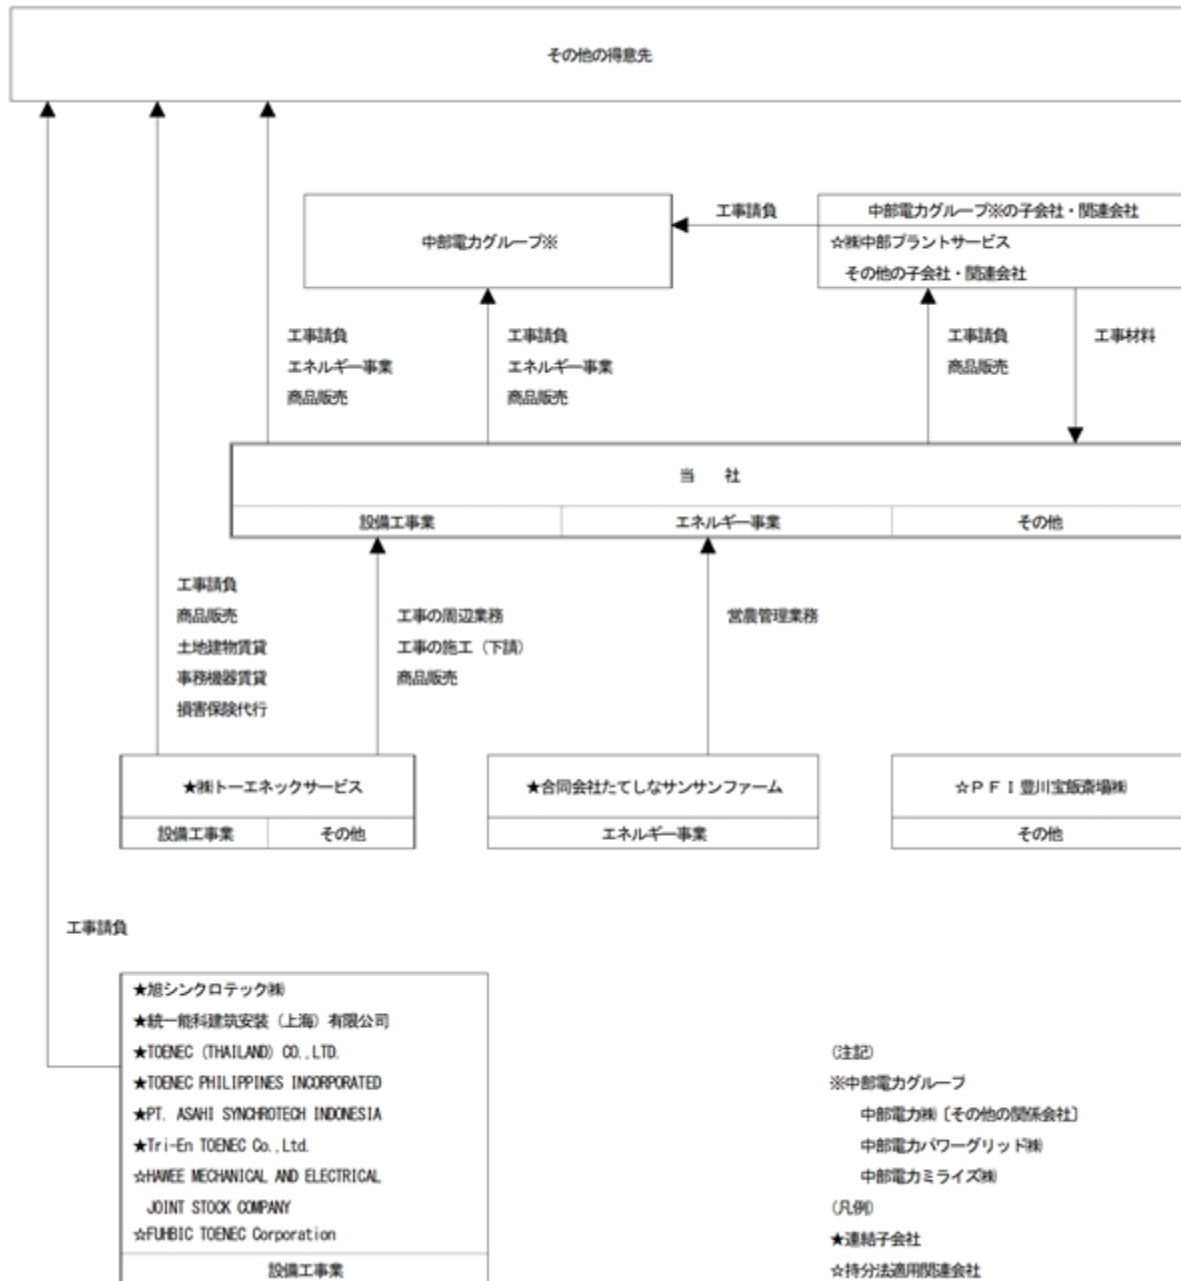 その他の得意先
工事請負
中部電力グループ※
中部電力グループ※の子会社・関連会社
☆㈱中部プラントサービス
その他の子会社・関連会社
工事請負
エネルギー事業
商品販売
工事請負
エネルギー事業
商品販売
工事請負
商品販売
工事材料
当　社
設備工事業　エネルギー事業　その他
工事請負
商品販売
土地建物賃貸
事務機器賃貸
損害保険代行
工事の周辺業務
工事の施工（下請）
商品販売
営農管理業務
★㈱トーエネックサービス
設備工事業　その他
★合同会社たてしなサンサンファーム
エネルギー事業
☆ＰＦＩ豊川宝飯斎場㈱
その他
工事請負
★旭シンクロテック㈱
★統一能科建筑安装（上海）有限公司
★TOENEC (THAILAND) CO.,LTD.
★TOENEC PHILIPPINES INCORPORATED
★PT. ASAHI SYNCHROTECH INDONESIA
★Tri-En TOENEC Co.,Ltd.
☆HAWEE MECHANICAL AND ELECTRICAL
JOINT STOCK COMPANY
☆FUHBIC TOENEC Corporation
設備工事業
(注記)
※中部電力グループ
中部電力㈱〔その他の関係会社〕
中部電力パワーグリッド㈱
中部電力ミライズ㈱
(凡例)
★連結子会社
☆持分法適用関連会社